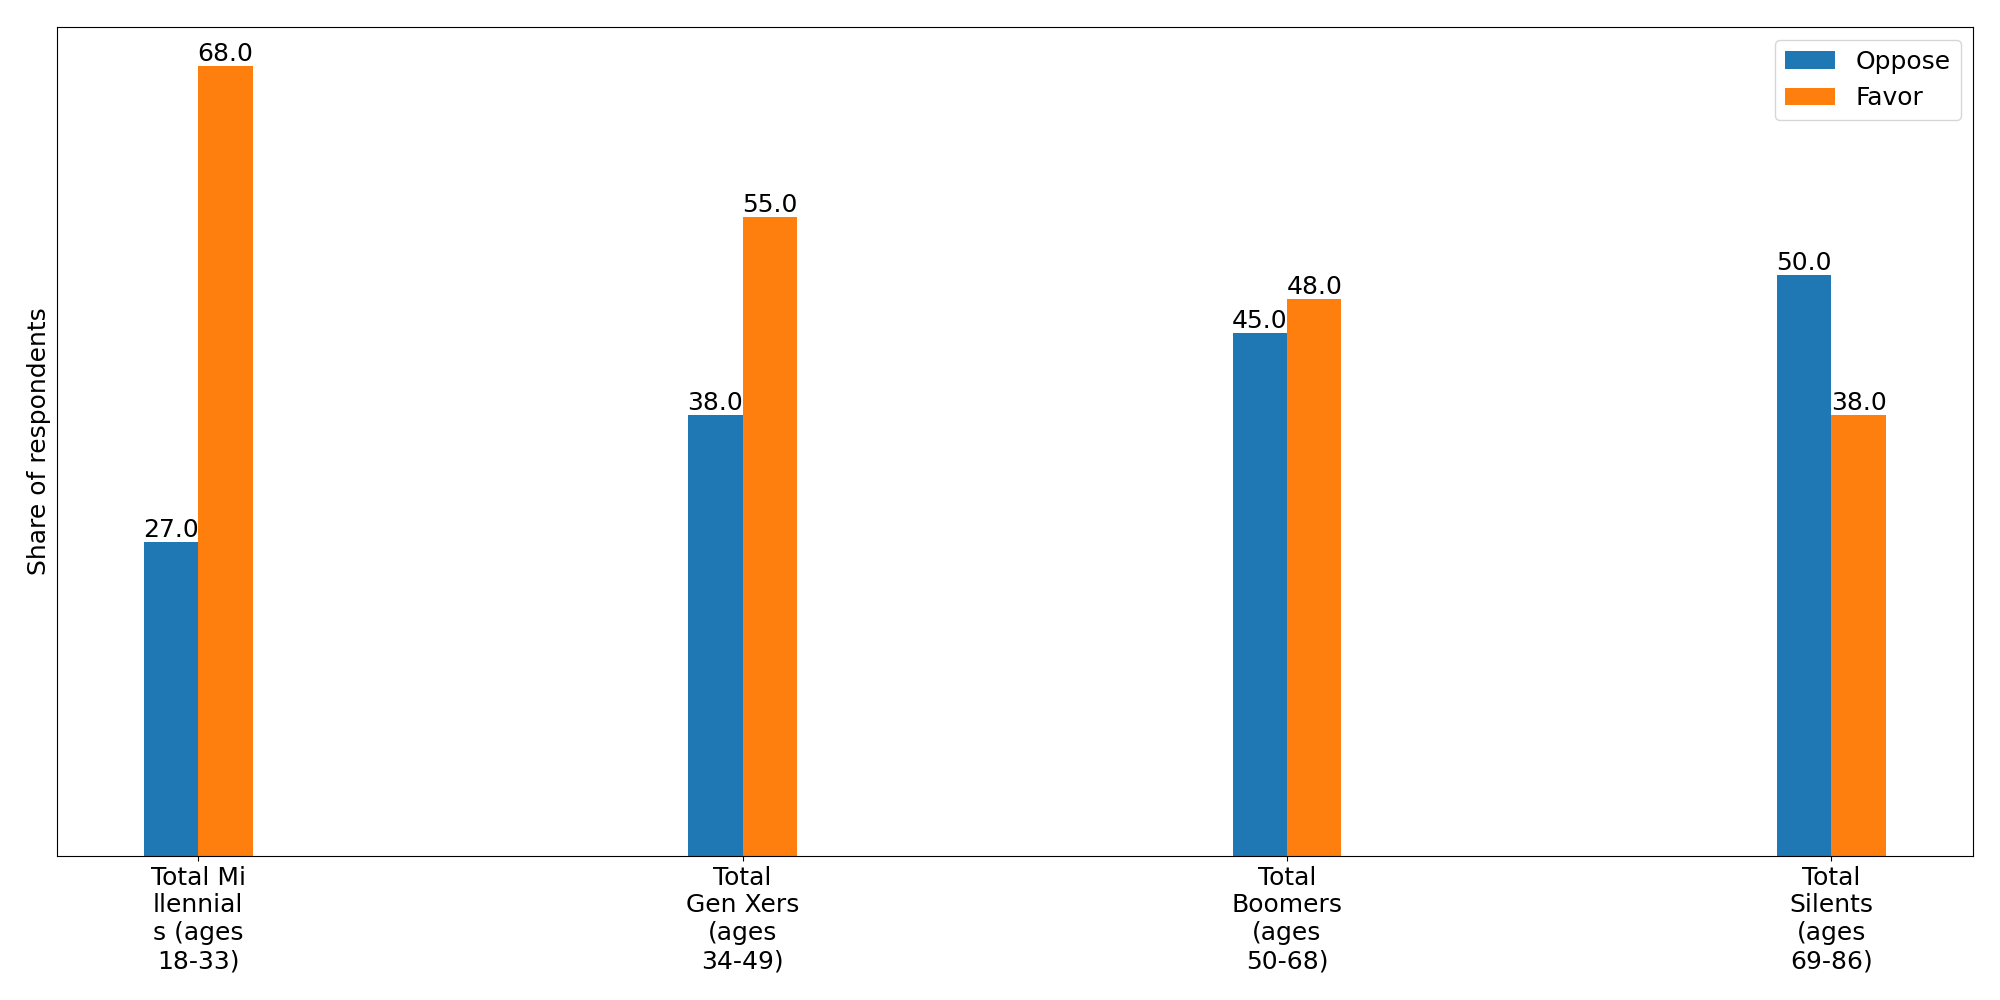 68.0
Oppose
Favor
55.0
50.0
48.0
45.0
38.0
38.0
27.0
Share of respondents
Total Mi
llennial
s (ages
18-33)
Total
Gen Xers
(ages
34-49)
Total
Boomers
(ages
50-68)
Total
Silents
(ages
69-86)